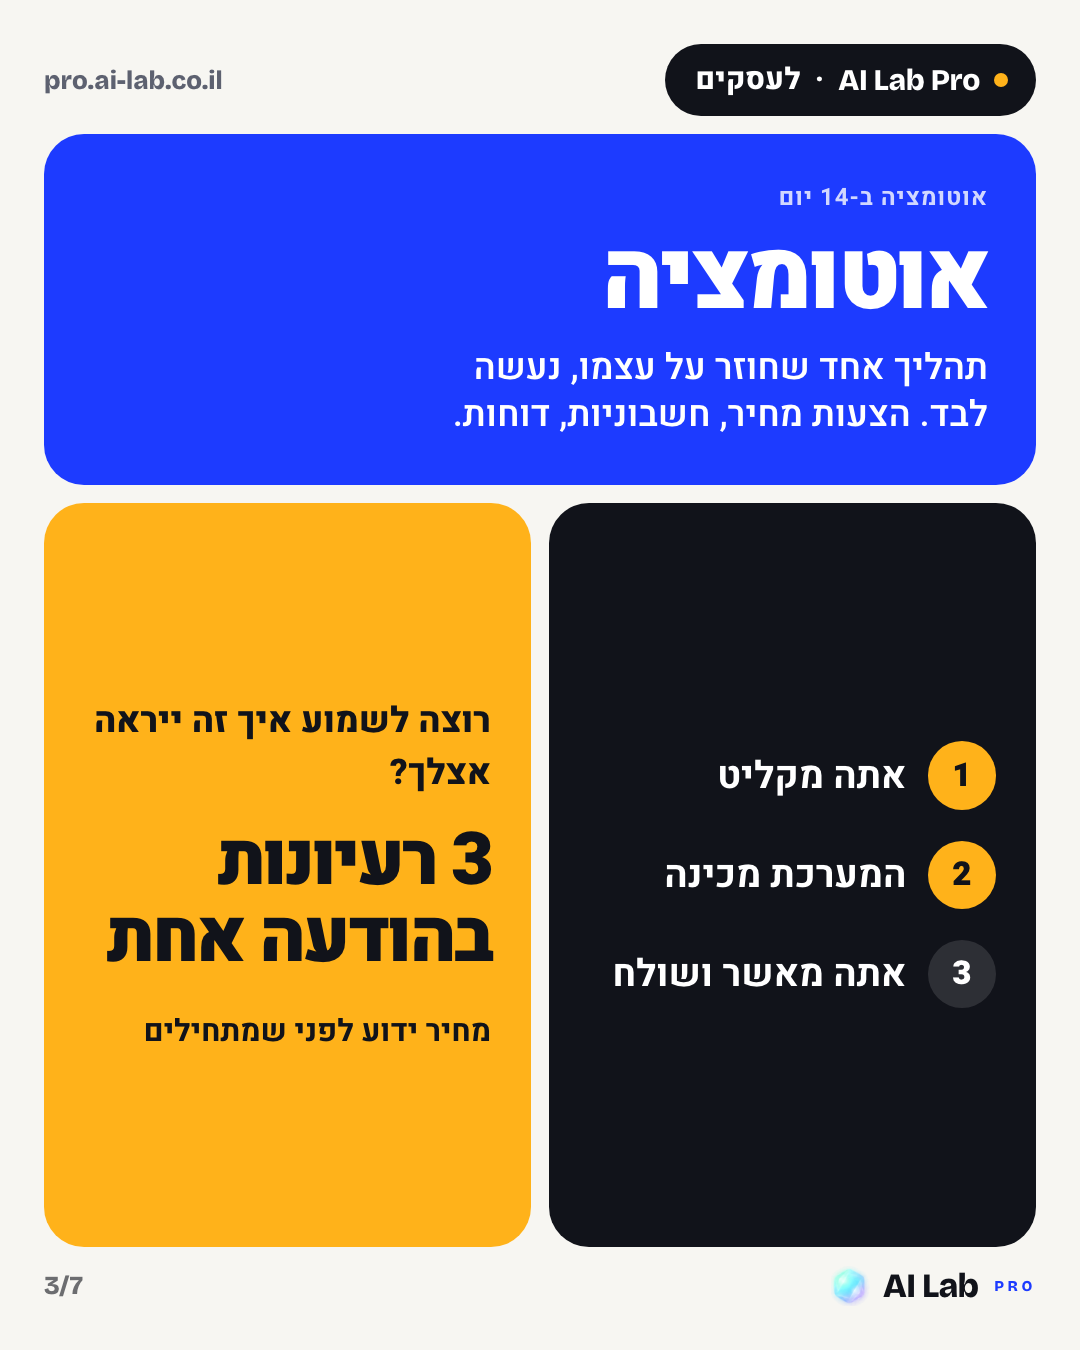 AI Lab Pro · לעסקים
pro.ai-lab.co.il
אוטומציה ב-14 יום
אוטומציה
תהליך אחד שחוזר על עצמו, נעשה
לבד. הצעות מחיר, חשבוניות, דוחות.
1 אתה מקליט
2 המערכת מכינה
3 אתה מאשר ושולח
רוצה לשמוע איך זה ייראה
אצלך?
3 רעיונות
בהודעה אחת
מחיר ידוע לפני שמתחילים
AI Lab PRO
3/7